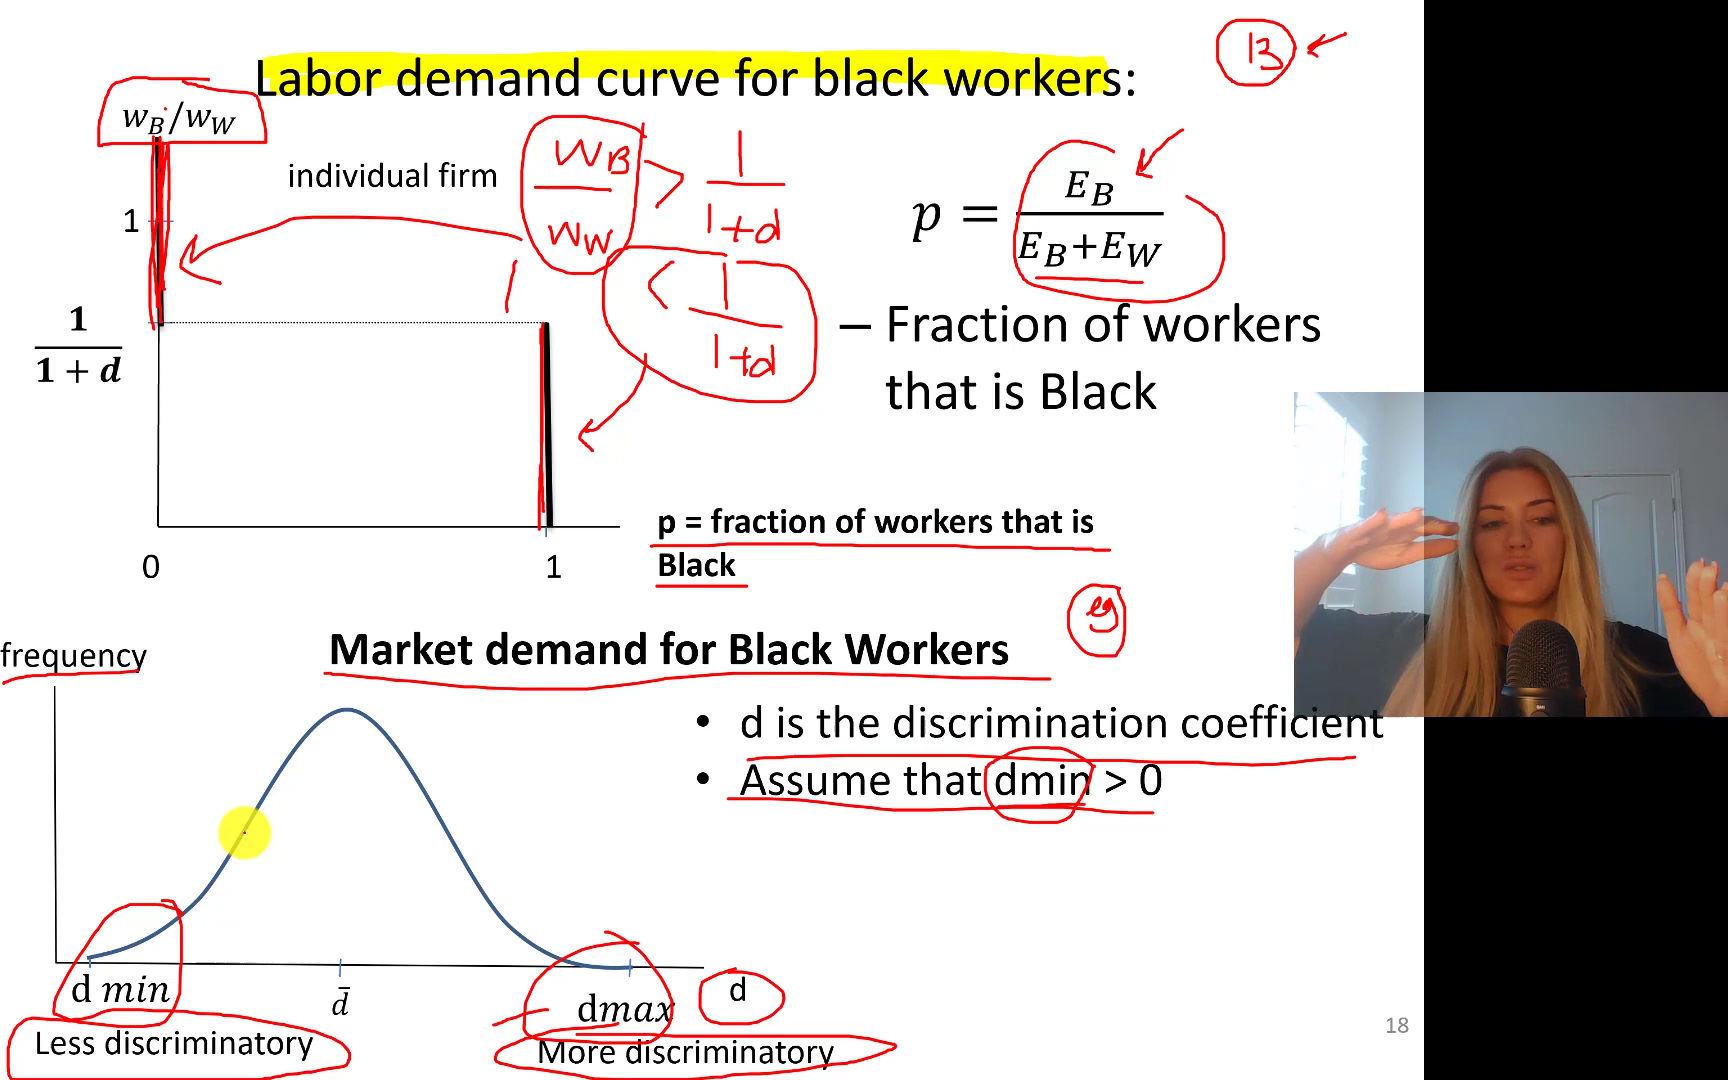 Labor demand curve for black workers:
13
w_B/w_W
individual firm
W_B / W_W > 1 / 1+d
< 1 / 1+d
1
1 / 1 + d
0
1
p = E_B / E_B+E_W
– Fraction of workers
that is Black
p = fraction of workers that is
Black
eg
frequency
Market demand for Black Workers
• d is the discrimination coefficient
• Assume that dmin > 0
d min
d̄
dmax
d
Less discriminatory
More discriminatory
18